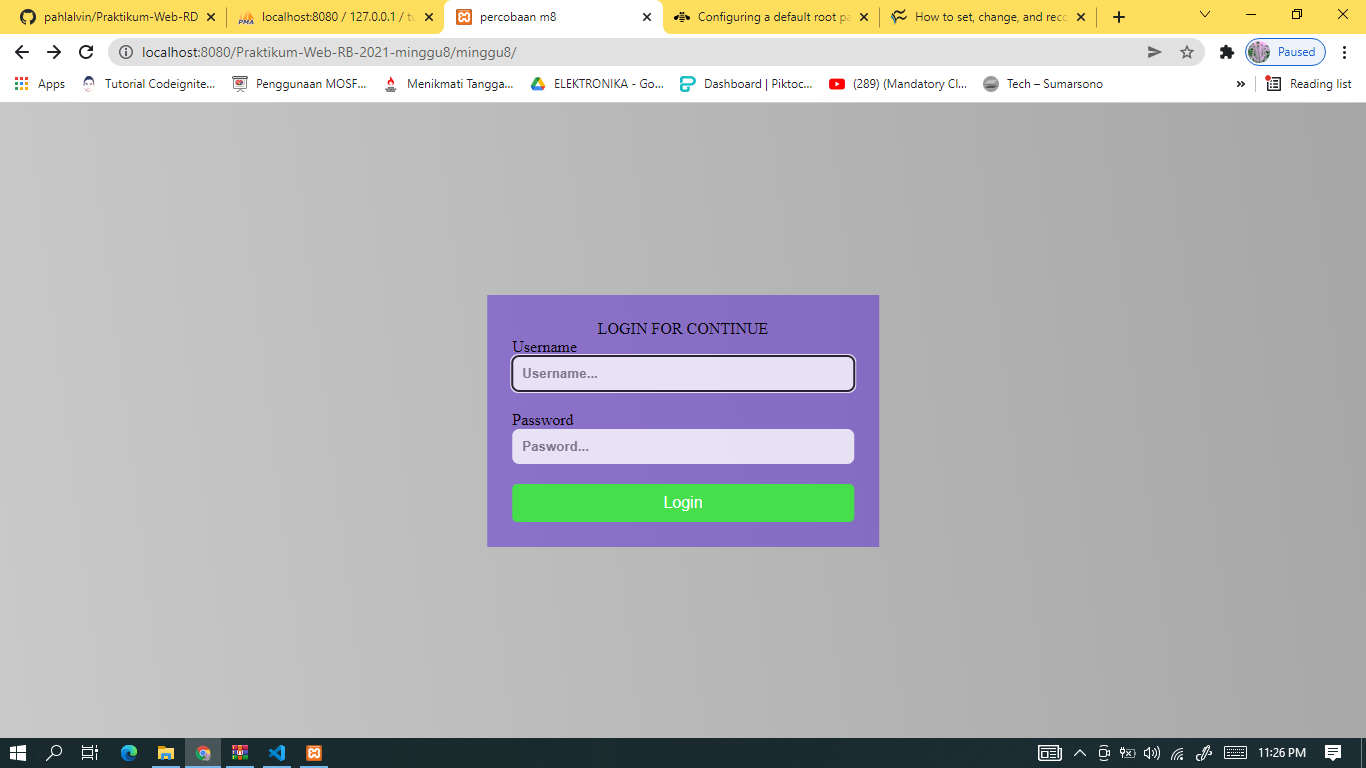 pahlalvin/Praktikum-Web-RD
localhost:8080 / 127.0.0.1 / tu
percobaan m8
Configuring a default root pa
How to set, change, and reco
localhost:8080/Praktikum-Web-RB-2021-minggu8/minggu8/
Paused
Apps
Tutorial Codeignite...
Penggunaan MOSF...
Menikmati Tangga...
ELEKTRONIKA - Go...
Dashboard | Piktoc...
(289) (Mandatory Cl...
Tech – Sumarsono
»
Reading list
LOGIN FOR CONTINUE
Username
Username...
Password
Pasword...
Login
11:26 PM